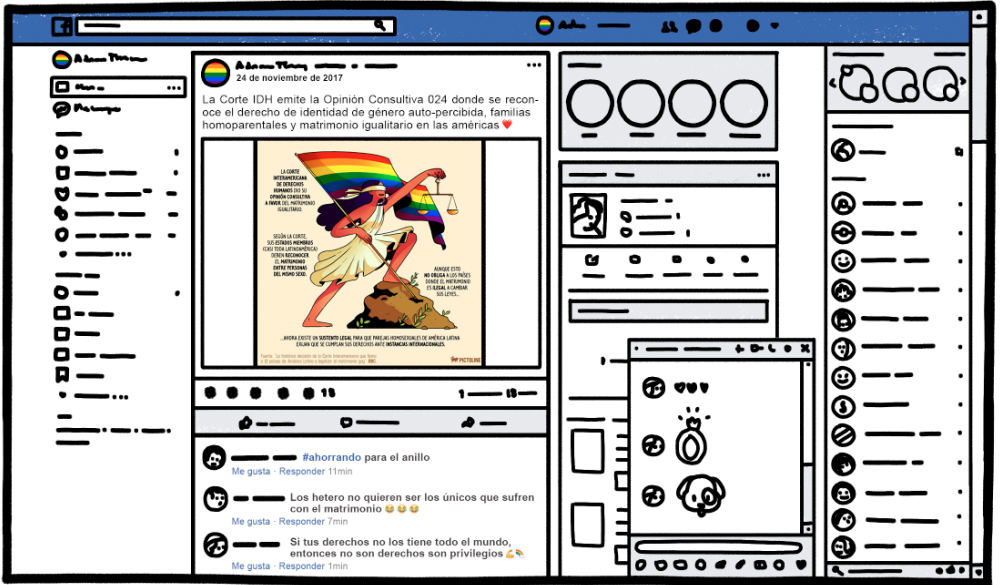 24 de noviembre de 2017
La Corte IDH emite la Opinión Consultiva 024 donde se recon-
oce el derecho de identidad de género auto-percibida, familias
homoparentales y matrimonio igualitario en las américas ❤️
LA CORTE
INTERAMERICANA
DE DERECHOS
HUMANOS DIO SU
OPINIÓN CONSULTIVA
A FAVOR DEL MATRIMONIO
IGUALITARIO.
SEGÚN LA CORTE,
SUS ESTADOS MIEMBROS
(CASI TODA LATINOAMÉRICA)
DEBEN RECONOCER
EL MATRIMONIO
ENTRE PERSONAS
DEL MISMO SEXO.
AUNQUE ESTO
NO OBLIGA A LOS PAÍSES
DONDE EL MATRIMONIO
ES ILEGAL A CAMBIAR
SUS LEYES...
...AHORA EXISTE UN SUSTENTO LEGAL PARA QUE PAREJAS HOMOSEXUALES DE AMÉRICA LATINA
EXIJAN QUE SE CUMPLAN SUS DERECHOS ANTE INSTANCIAS INTERNACIONALES.
PICTOLINE
#ahorrando para el anillo
Me gusta · Responder 11min
Los hetero no quieren ser los únicos que sufren
con el matrimonio 😂 😂 😂
Me gusta · Responder 7min
Si tus derechos no los tiene todo el mundo,
entonces no son derechos son privilegios 💪🏼🌈
Me gusta · Responder 1min